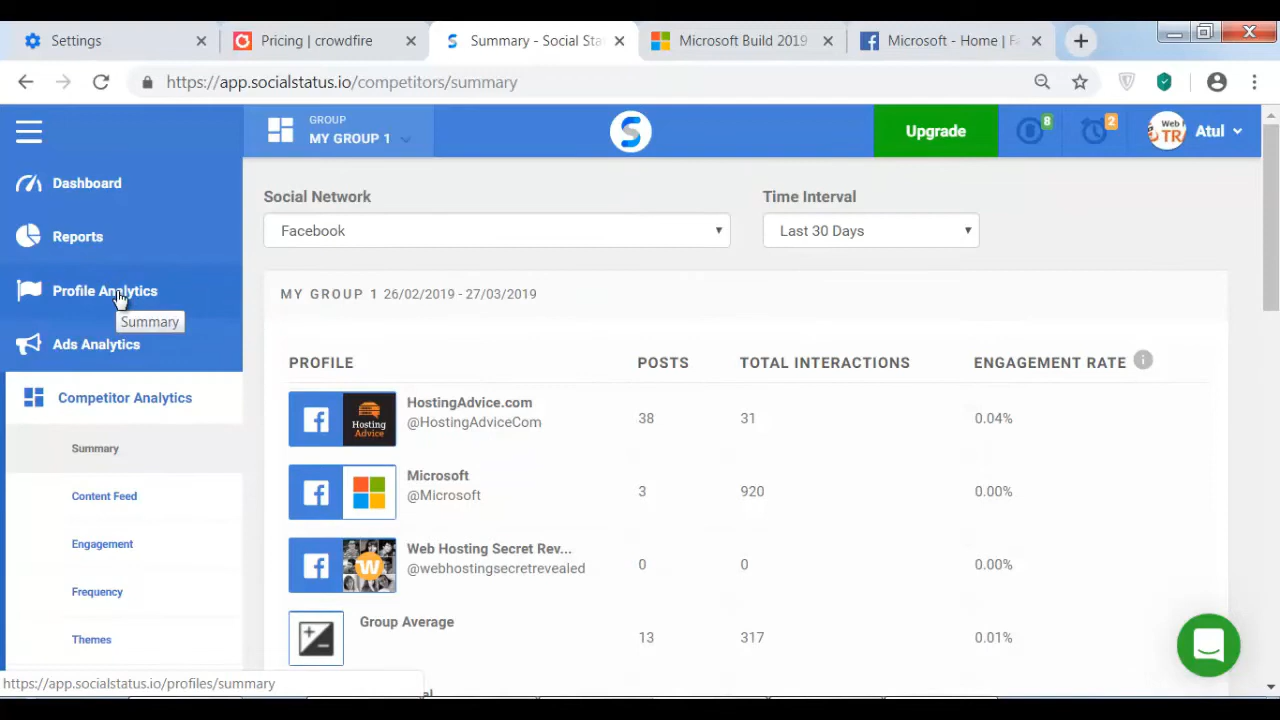 Settings
Pricing | crowdfire
Summary - Social Sta
Microsoft Build 2019
Microsoft - Home | Fa
https://app.socialstatus.io/competitors/summary
GROUP
MY GROUP 1
S
Upgrade
8
2
Web
TR
Atul
Dashboard
Reports
Profile Analytics
Summary
Ads Analytics
Competitor Analytics
Summary
Content Feed
Engagement
Frequency
Themes
https://app.socialstatus.io/profiles/summary
Social Network
Time Interval
Facebook
Last 30 Days
MY GROUP 1 26/02/2019 - 27/03/2019
PROFILE POSTS TOTAL INTERACTIONS ENGAGEMENT RATE
Hosting
Advice
HostingAdvice.com
@HostingAdviceCom
38 31 0.04%
Microsoft
@Microsoft
3 920 0.00%
Web Hosting Secret Rev...
@webhostingsecretrevealed
0 0 0.00%
Group Average
13 317 0.01%